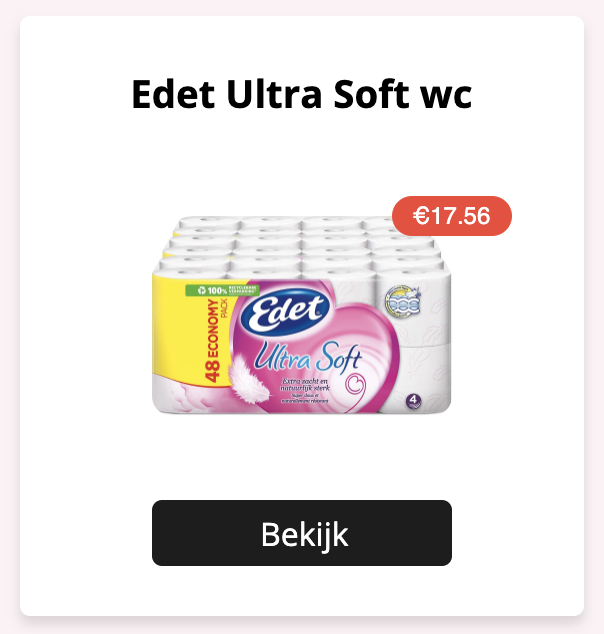 Edet Ultra Soft wc
€17.56
100%
48 ECONOMY
PACK
Edet
Ultra Soft
Extra zacht en
natuurlijk sterk
4
Bekijk